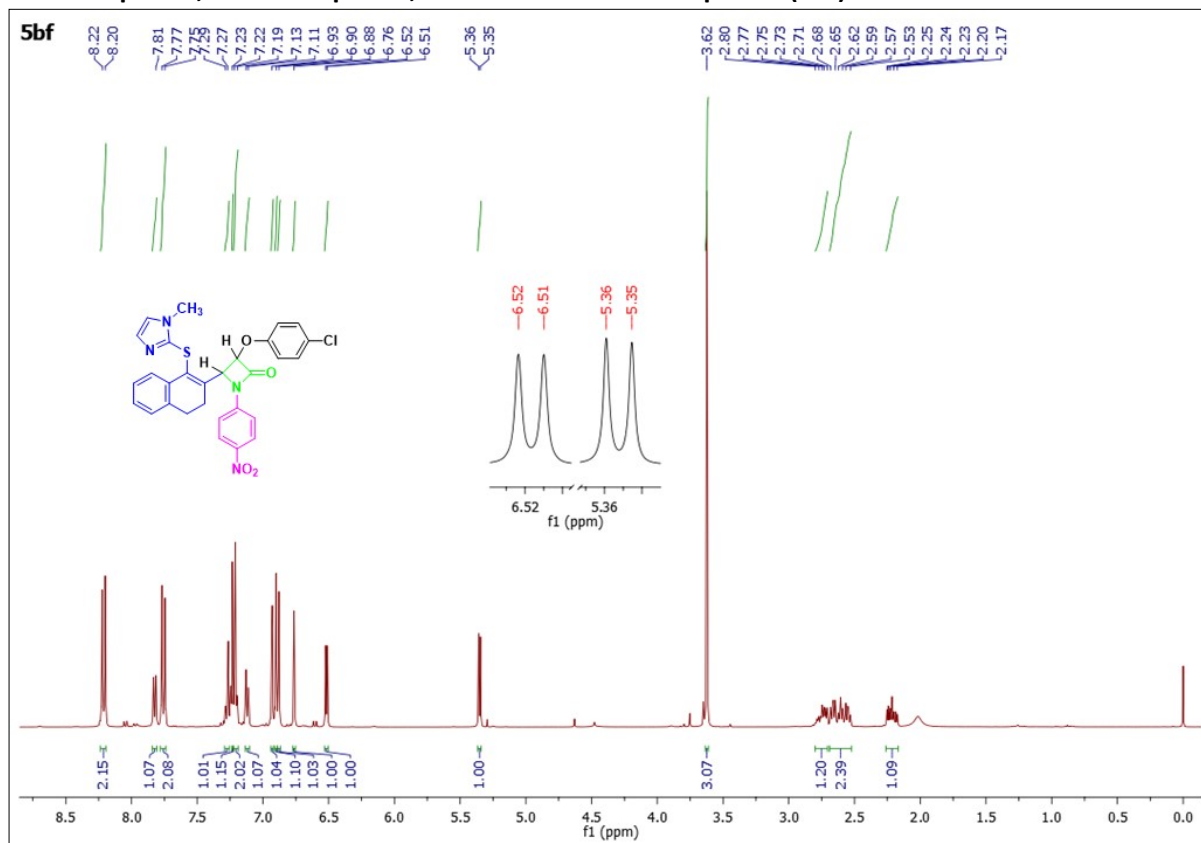 5bf
8.22 8.20 7.81 7.77 7.75 7.29 7.27 7.23 7.22 7.19 7.13 7.11 6.93 6.90 6.88 6.76 6.52 6.51 5.36 5.35 3.62 2.80 2.77 2.75 2.73 2.71 2.68 2.65 2.62 2.59 2.57 2.53 2.25 2.24 2.23 2.20 2.17
6.52 6.51 5.36 5.35
N CH3
N S
H H O Cl
O
N
NO2
6.52 5.36
f1 (ppm)
2.15 1.07 2.08 1.01 1.15 2.02 1.07 1.04 1.10 1.03 1.00 1.00 1.00 3.07 1.20 2.39 1.09
8.5 8.0 7.5 7.0 6.5 6.0 5.5 5.0 4.5 4.0 3.5 3.0 2.5 2.0 1.5 1.0 0.5 0.0
f1 (ppm)